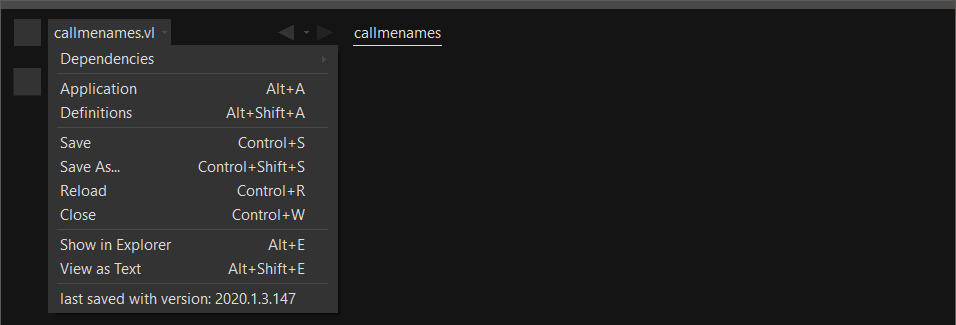 callmenames.vl callmenames
Dependencies
Application Alt+A
Definitions Alt+Shift+A
Save Control+S
Save As... Control+Shift+S
Reload Control+R
Close Control+W
Show in Explorer Alt+E
View as Text Alt+Shift+E
last saved with version: 2020.1.3.147